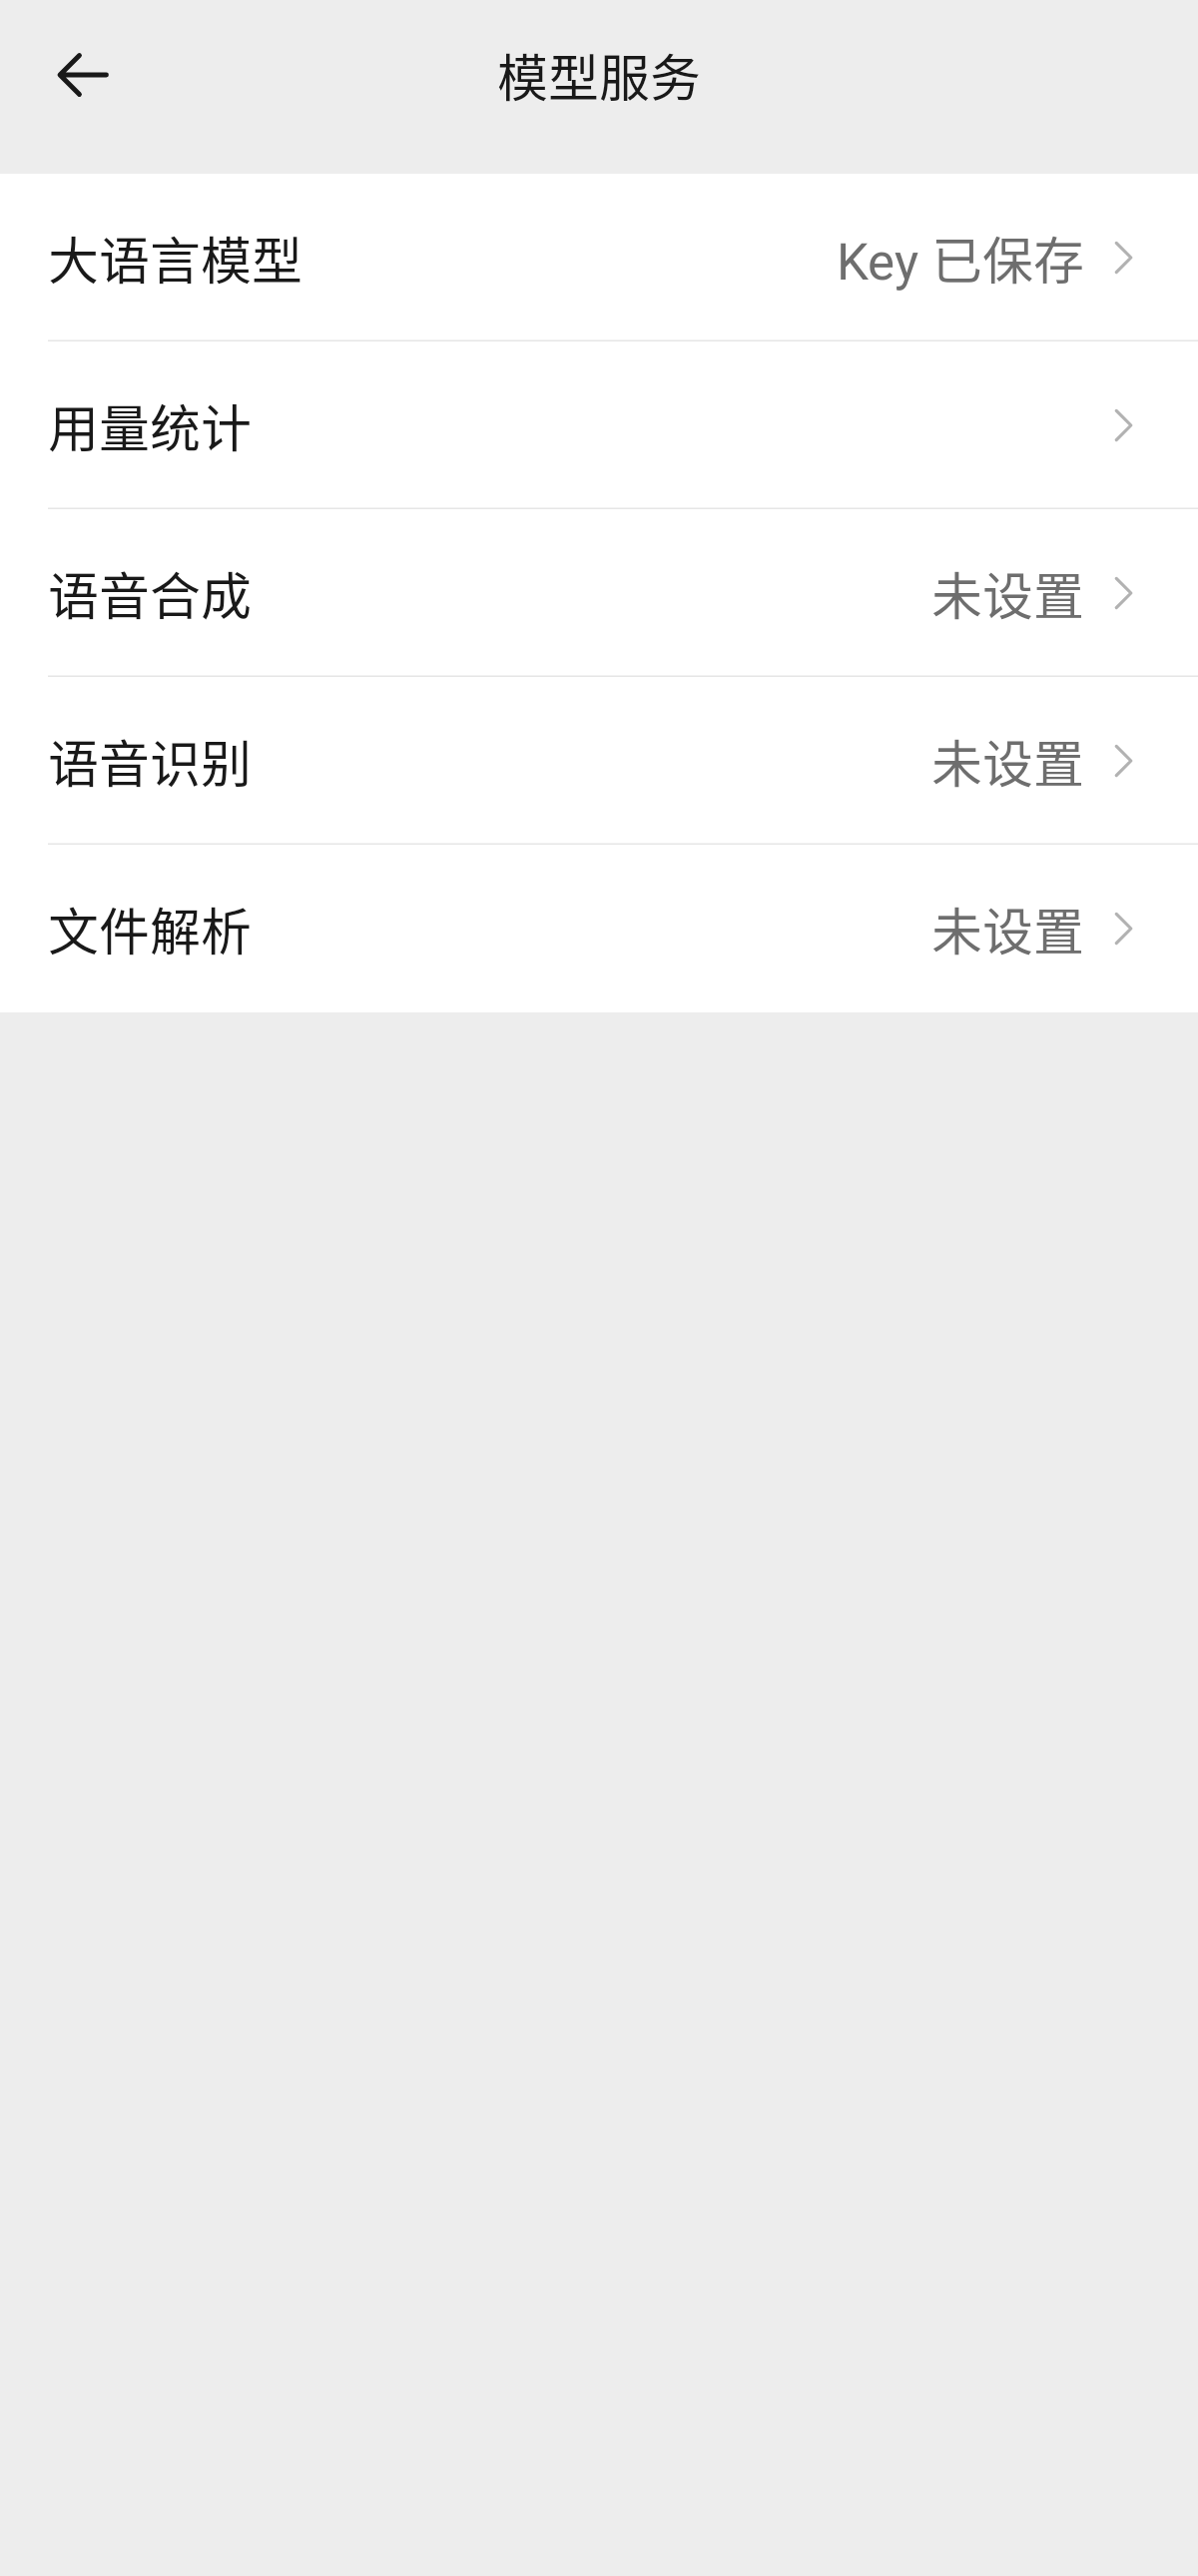 模型服务
大语言模型 Key 已保存
用量统计
语音合成 未设置
语音识别 未设置
文件解析 未设置